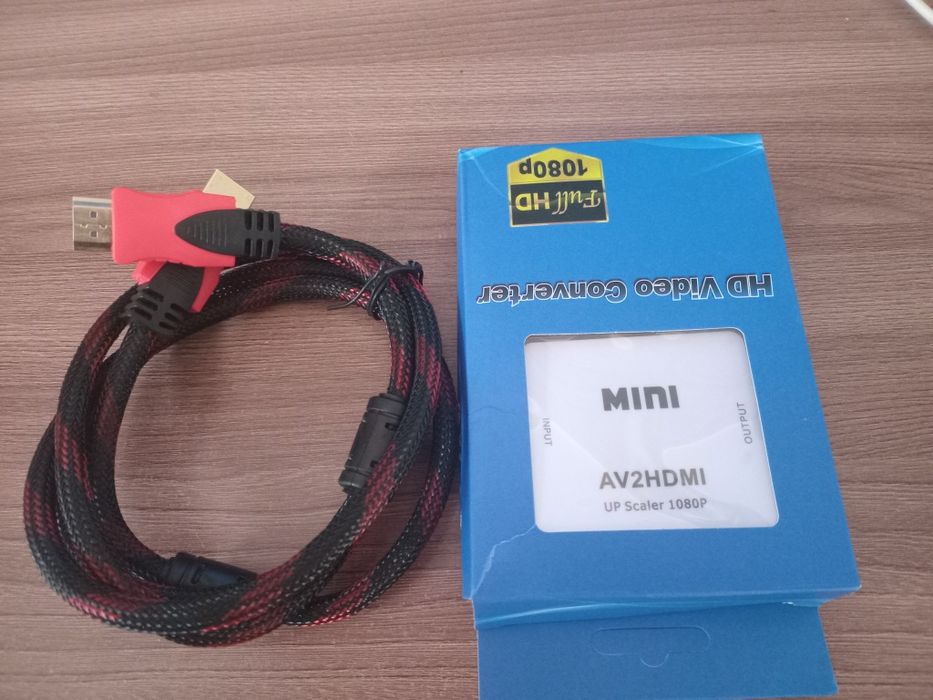 Full HD
1080p
HD Video Converter
MINI
INPUT
OUTPUT
AV2HDMI
UP Scaler 1080P